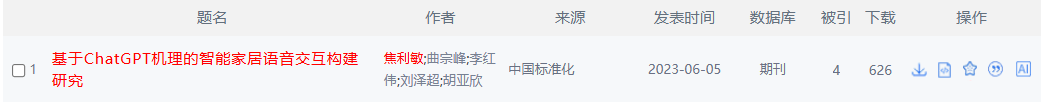 题名 作者 来源 发表时间 数据库 被引 下载 操作
1 基于ChatGPT机理的智能家居语音交互构建研究 焦利敏;曲宗峰;李红伟;刘泽超;胡亚欣 中国标准化 2023-06-05 期刊 4 626 AI